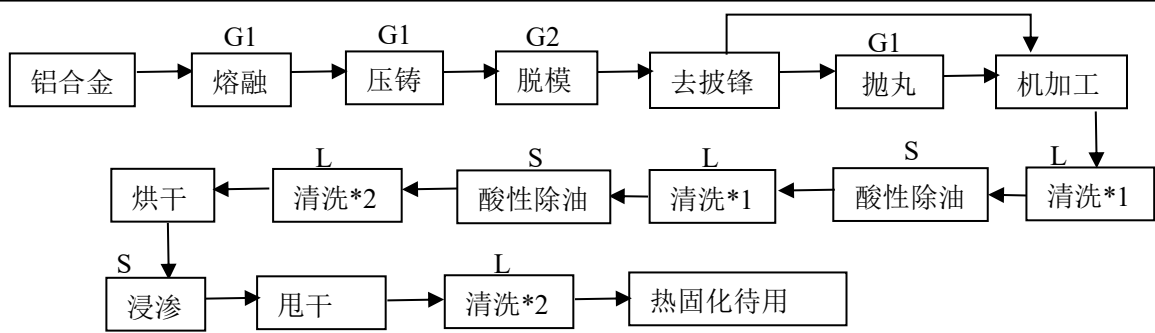 G1 G1 G2 G1
铝合金 熔融 压铸 脱模 去披锋 抛丸 机加工
L S L S L
烘干 清洗*2 酸性除油 清洗*1 酸性除油 清洗*1
S L
浸渗 甩干 清洗*2 热固化待用